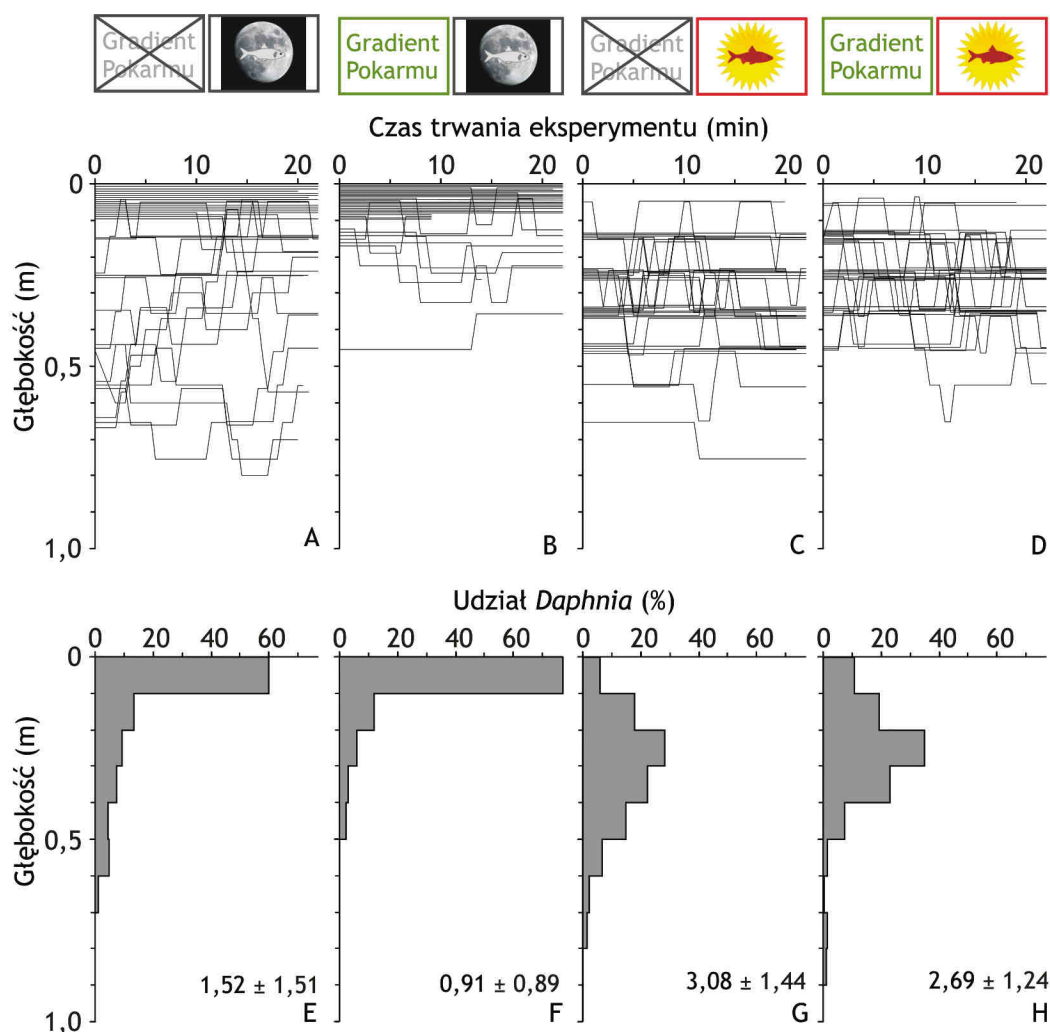 Gradient
Pokarmu
Gradient
Pokarmu
Gradient
Pokarmu
Gradient
Pokarmu
Czas trwania eksperymentu (min)
0 10 20 0 10 20 0 10 20 0 10 20
Głębokość (m)
0
0,5
1,0
A B C D
Udział Daphnia (%)
0 20 40 60 0 20 40 60 0 20 40 60 0 20 40 60
Głębokość (m)
0
0,5
1,0
1,52 ± 1,51 0,91 ± 0,89 3,08 ± 1,44 2,69 ± 1,24
E F G H